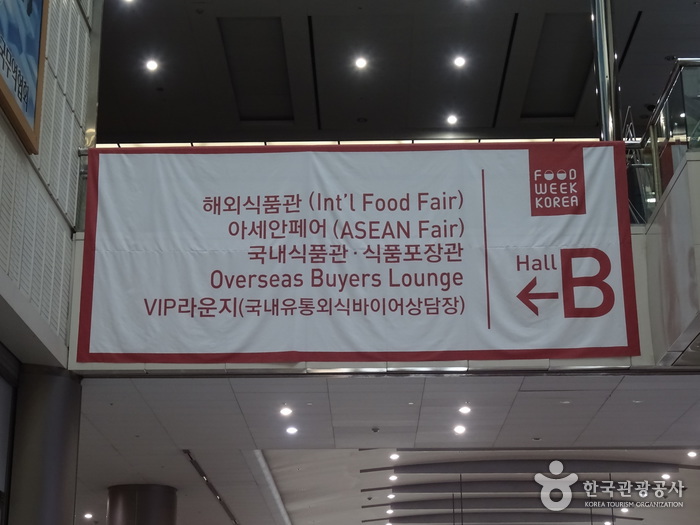 해외식품관 (Int'l Food Fair)
아세안페어 (ASEAN Fair)
국내식품관·식품포장관
Overseas Buyers Lounge
VIP라운지(국내유통외식바이어상담장)
FOOD
WEEK
KOREA
Hall B
한국관광공사
KOREA TOURISM ORGANIZATION